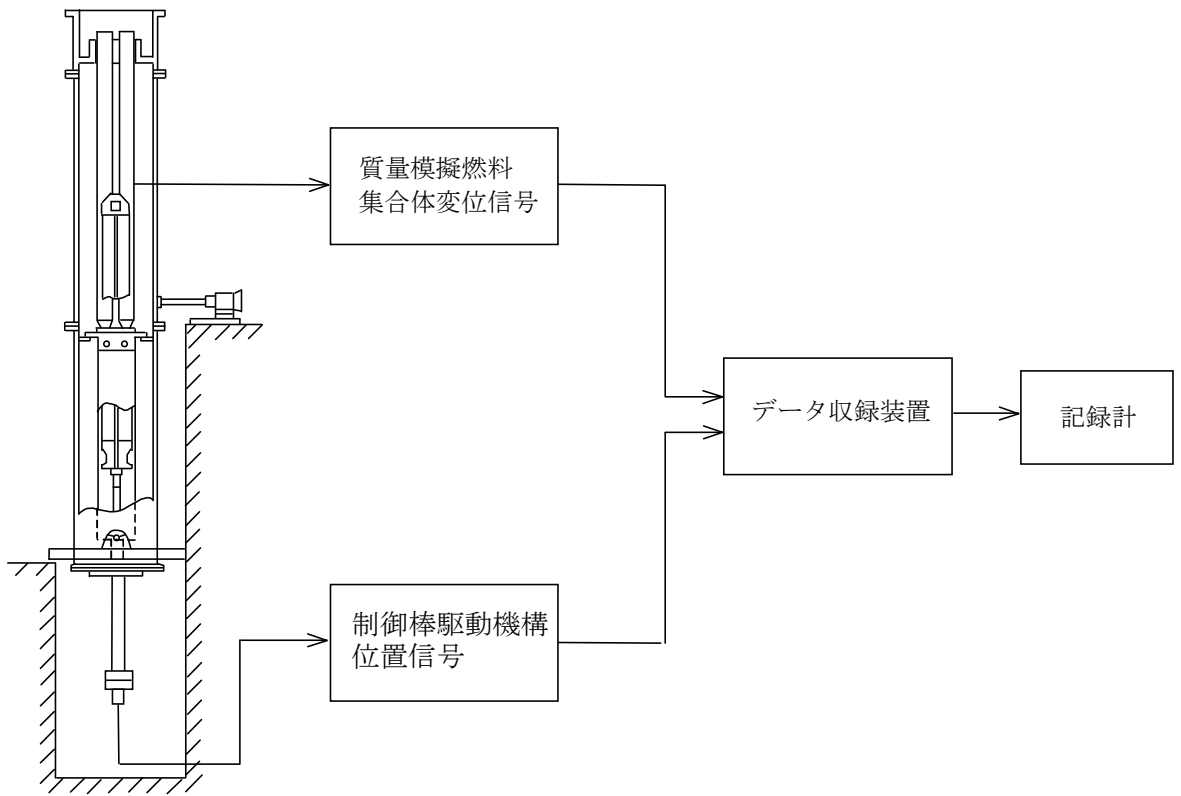 質量模擬燃料
集合体変位信号
データ収録装置
記録計
制御棒駆動機構
位置信号